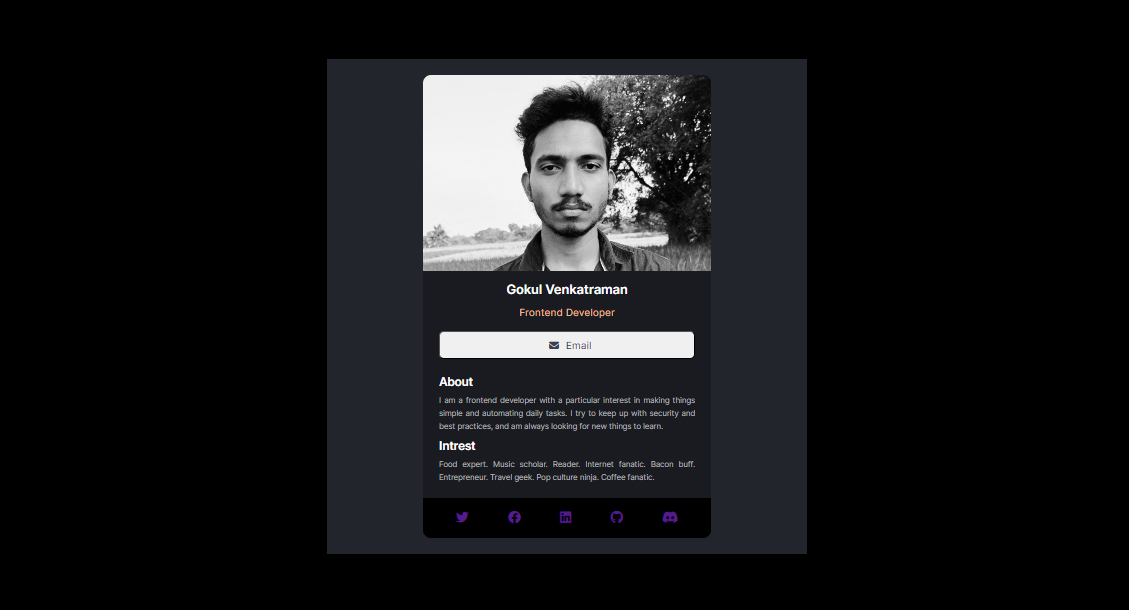 Gokul Venkatraman
Frontend Developer
Email
About
I am a frontend developer with a particular interest in making things
simple and automating daily tasks. I try to keep up with security and
best practices, and am always looking for new things to learn.
Intrest
Food expert. Music scholar. Reader. Internet fanatic. Bacon buff.
Entrepreneur. Travel geek. Pop culture ninja. Coffee fanatic.